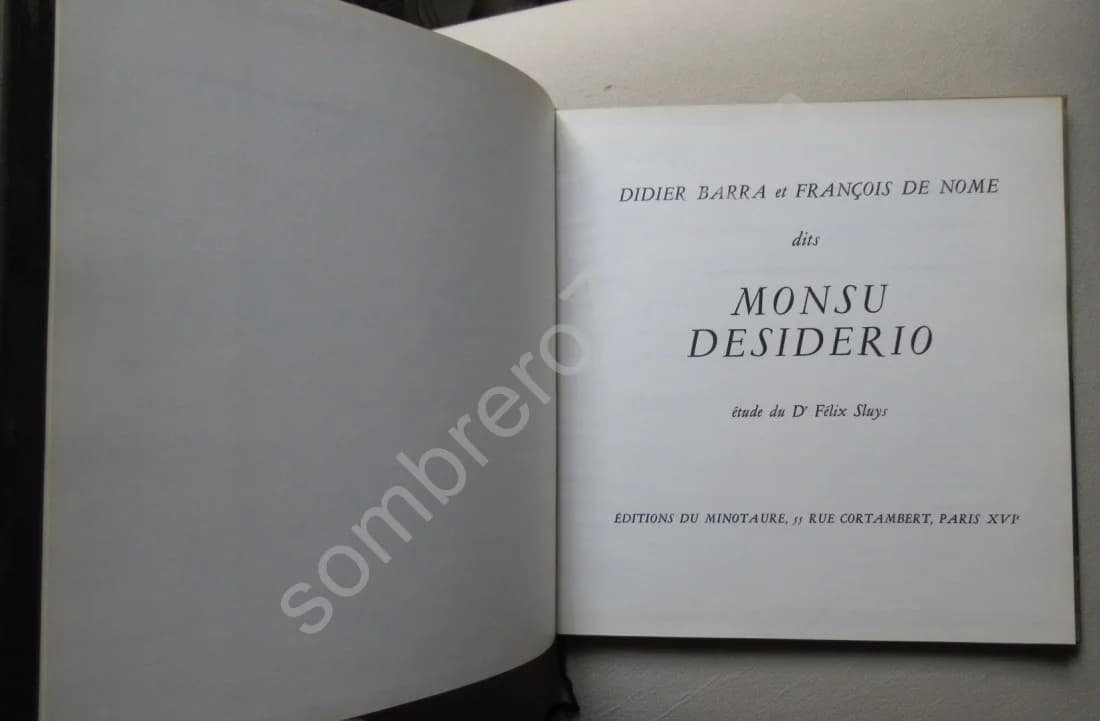 DIDIER BARRA et FRANÇOIS DE NOME
dits
MONSU
DESIDERIO
étude du Dr Félix Sluys
ÉDITIONS DU MINOTAURE, 55 RUE CORTAMBERT, PARIS XVIe
sombrero7